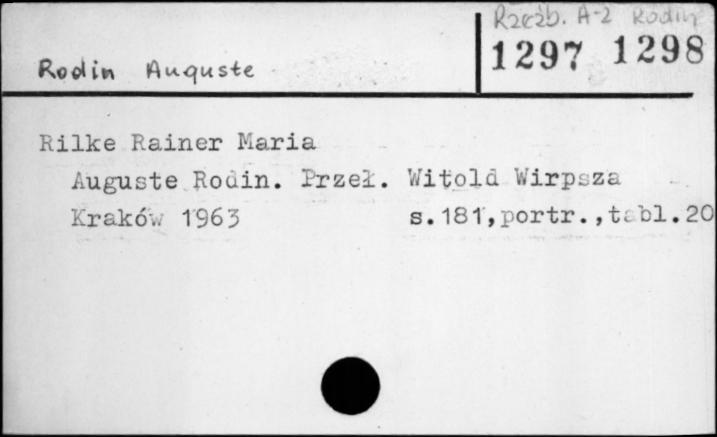 Rzeźb. A-2 Rodin
1297 1298
Rodin Auguste
Rilke Rainer Maria
Auguste Rodin. Przeł. Witold Wirpsza
Kraków 1963 s.181,portr.,tabl.20